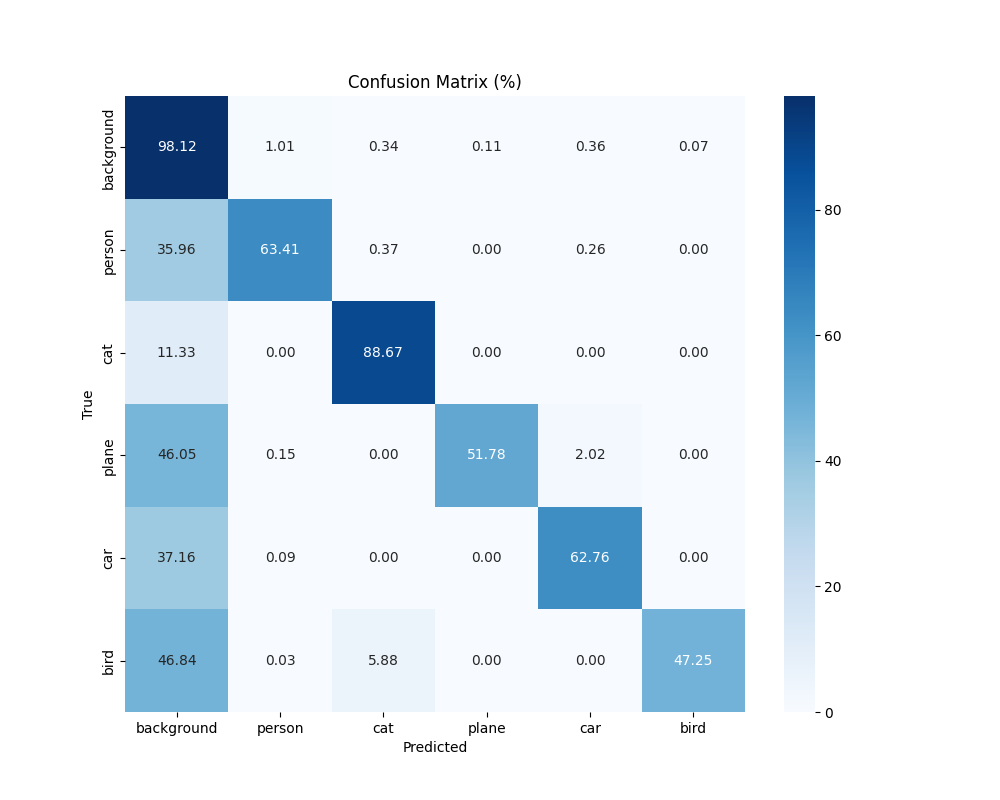 Confusion Matrix (%)
background 98.12 1.01 0.34 0.11 0.36 0.07
person 35.96 63.41 0.37 0.00 0.26 0.00
cat 11.33 0.00 88.67 0.00 0.00 0.00
plane 46.05 0.15 0.00 51.78 2.02 0.00
car 37.16 0.09 0.00 0.00 62.76 0.00
bird 46.84 0.03 5.88 0.00 0.00 47.25
True
background person cat plane car bird
Predicted
80
60
40
20
0